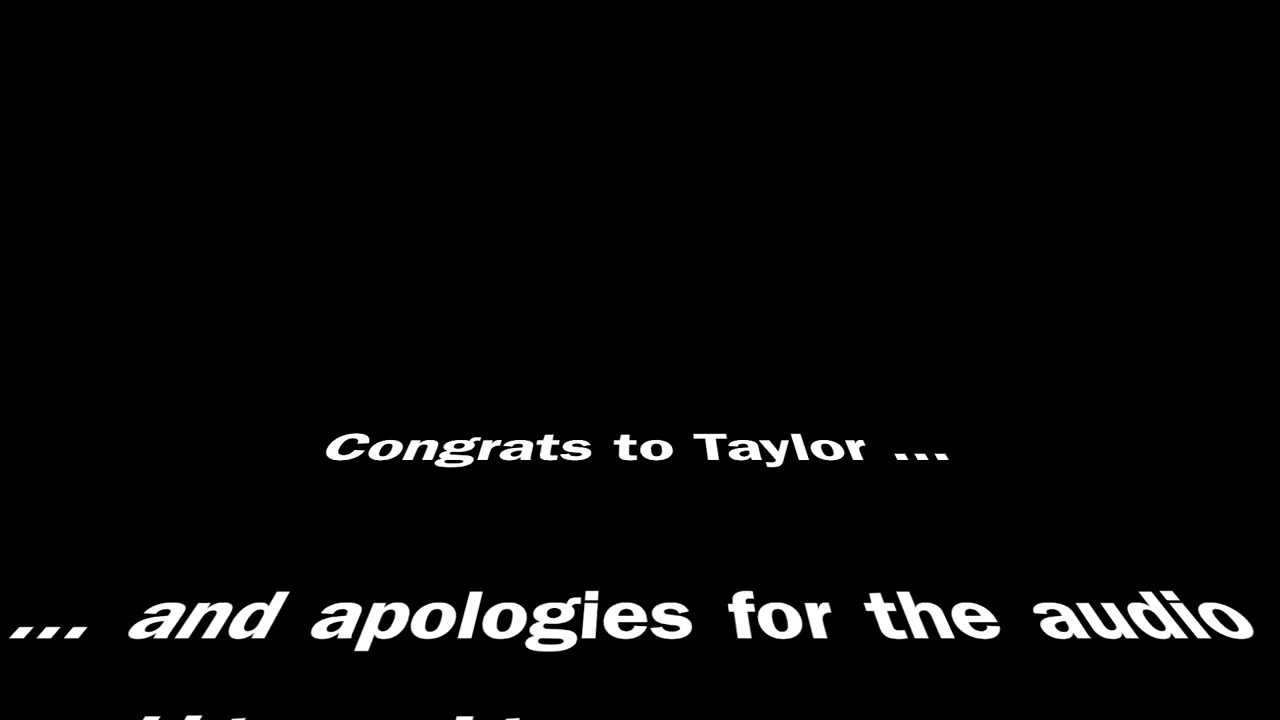 Congrats to Taylor ...
... and apologies for the audio